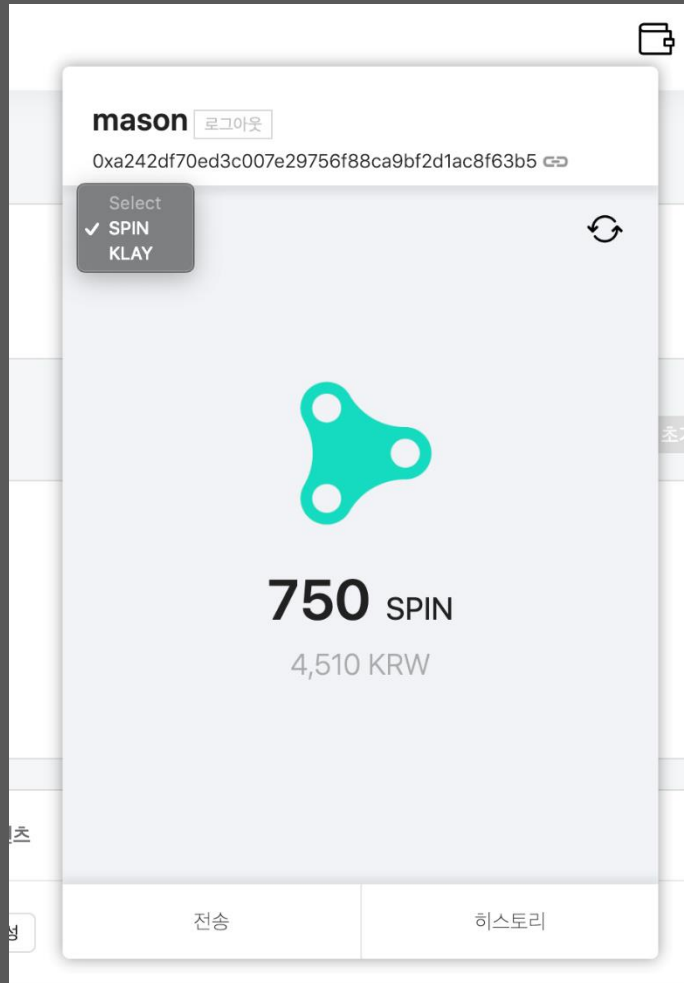 mason 로그아웃
0xa242df70ed3c007e29756f88ca9bf2d1ac8f63b5
Select
SPIN
KLAY
750 SPIN
4,510 KRW
전송
히스토리